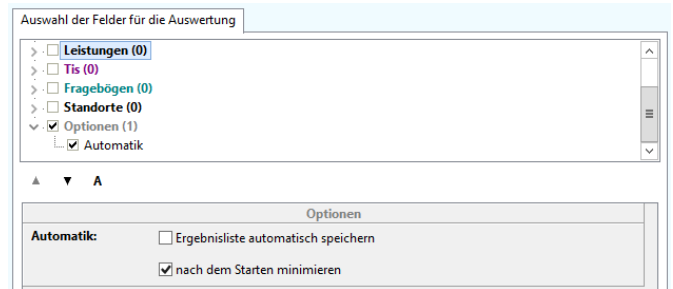 Auswahl der Felder für die Auswertung
Leistungen (0)
Tis (0)
Fragebögen (0)
Standorte (0)
Optionen (1)
Automatik
A
Optionen
Automatik: Ergebnisliste automatisch speichern
nach dem Starten minimieren